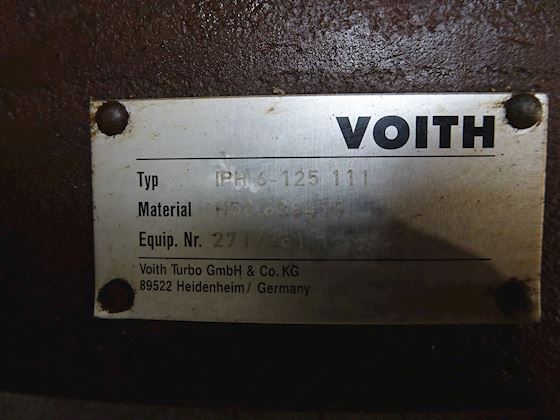 VOITH
Typ IPH 6-125 111
Material
Equip. Nr.
Voith Turbo GmbH & Co. KG
89522 Heidenheim/ Germany